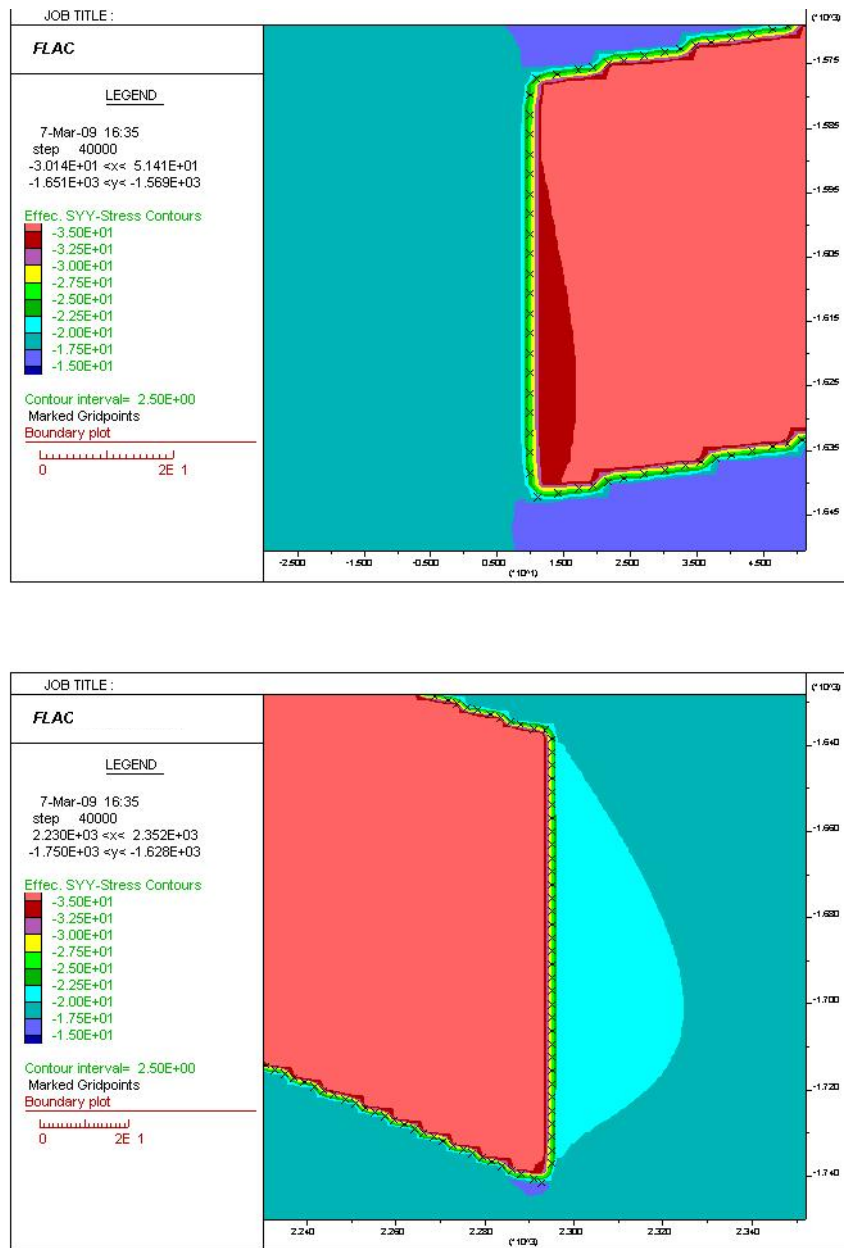 JOB TITLE :
FLAC
LEGEND
7-Mar-09 16:35
step 40000
-3.014E+01 <x< 5.141E+01
-1.651E+03 <y< -1.569E+03
Effec. SYY-Stress Contours
-3.50E+01
-3.25E+01
-3.00E+01
-2.75E+01
-2.50E+01
-2.25E+01
-2.00E+01
-1.75E+01
-1.50E+01
Contour interval= 2.50E+00
Marked Gridpoints
Boundary plot
0 2E 1
(*10^3)
-1.575
-1.585
-1.595
-1.605
-1.615
-1.625
-1.635
-1.645
-2.500 -1.500 -0.500 0.500 1.500 2.500 3.500 4.500
(*10^1)
JOB TITLE :
FLAC
LEGEND
7-Mar-09 16:35
step 40000
2.230E+03 <x< 2.352E+03
-1.750E+03 <y< -1.628E+03
Effec. SYY-Stress Contours
-3.50E+01
-3.25E+01
-3.00E+01
-2.75E+01
-2.50E+01
-2.25E+01
-2.00E+01
-1.75E+01
-1.50E+01
Contour interval= 2.50E+00
Marked Gridpoints
Boundary plot
0 2E 1
(*10^3)
-1.640
-1.660
-1.680
-1.700
-1.720
-1.740
2.240 2.260 2.280 2.300 2.320 2.340
(*10^3)